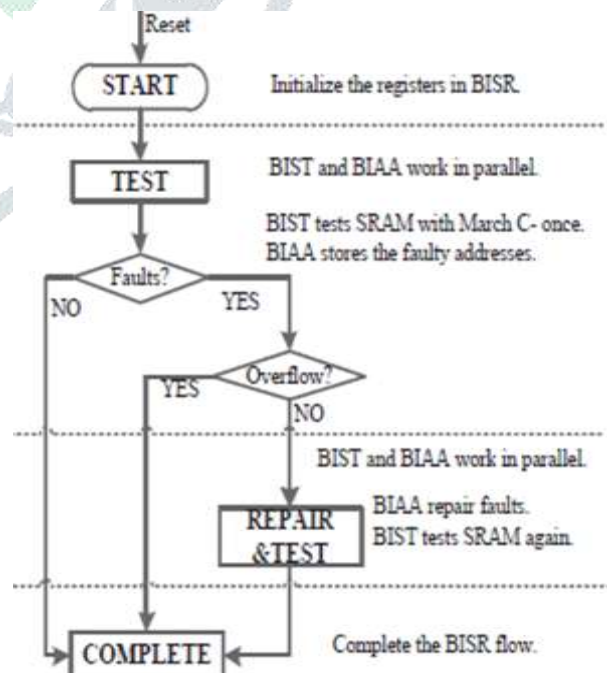 Reset
START
Initialize the registers in BISR.
TEST
BIST and BIAA work in parallel.
BIST tests SRAM with March C- once.
BIAA stores the faulty addresses.
Faults?
NO
YES
Overflow?
YES
NO
BIST and BIAA work in parallel.
REPAIR
&TEST
BIAA repair faults.
BIST tests SRAM again.
COMPLETE
Complete the BISR flow.